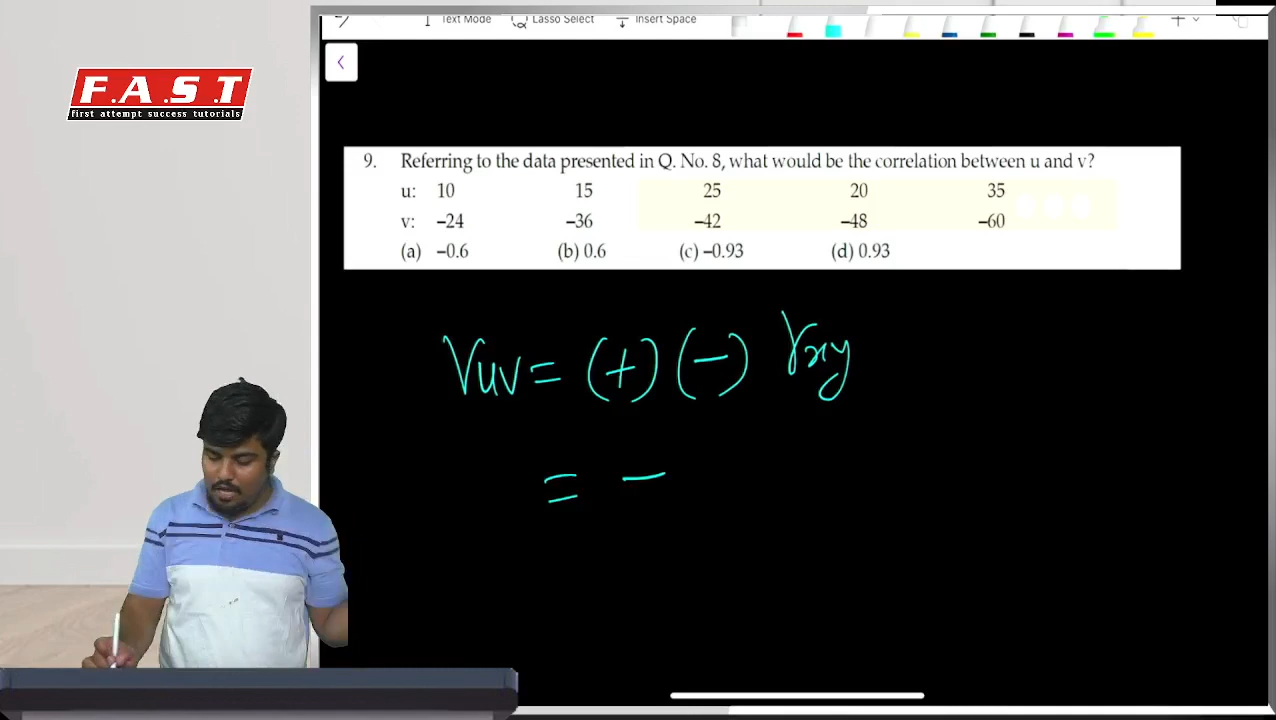 Text Mode Lasso Select Insert Space
F.A.S.T
first attempt success tutorials
9. Referring to the data presented in Q. No. 8, what would be the correlation between u and v?
u: 10 15 25 20 35
v: –24 –36 –42 –48 –60
(a) –0.6 (b) 0.6 (c) –0.93 (d) 0.93
ruv = (+) (−) rxy
= −